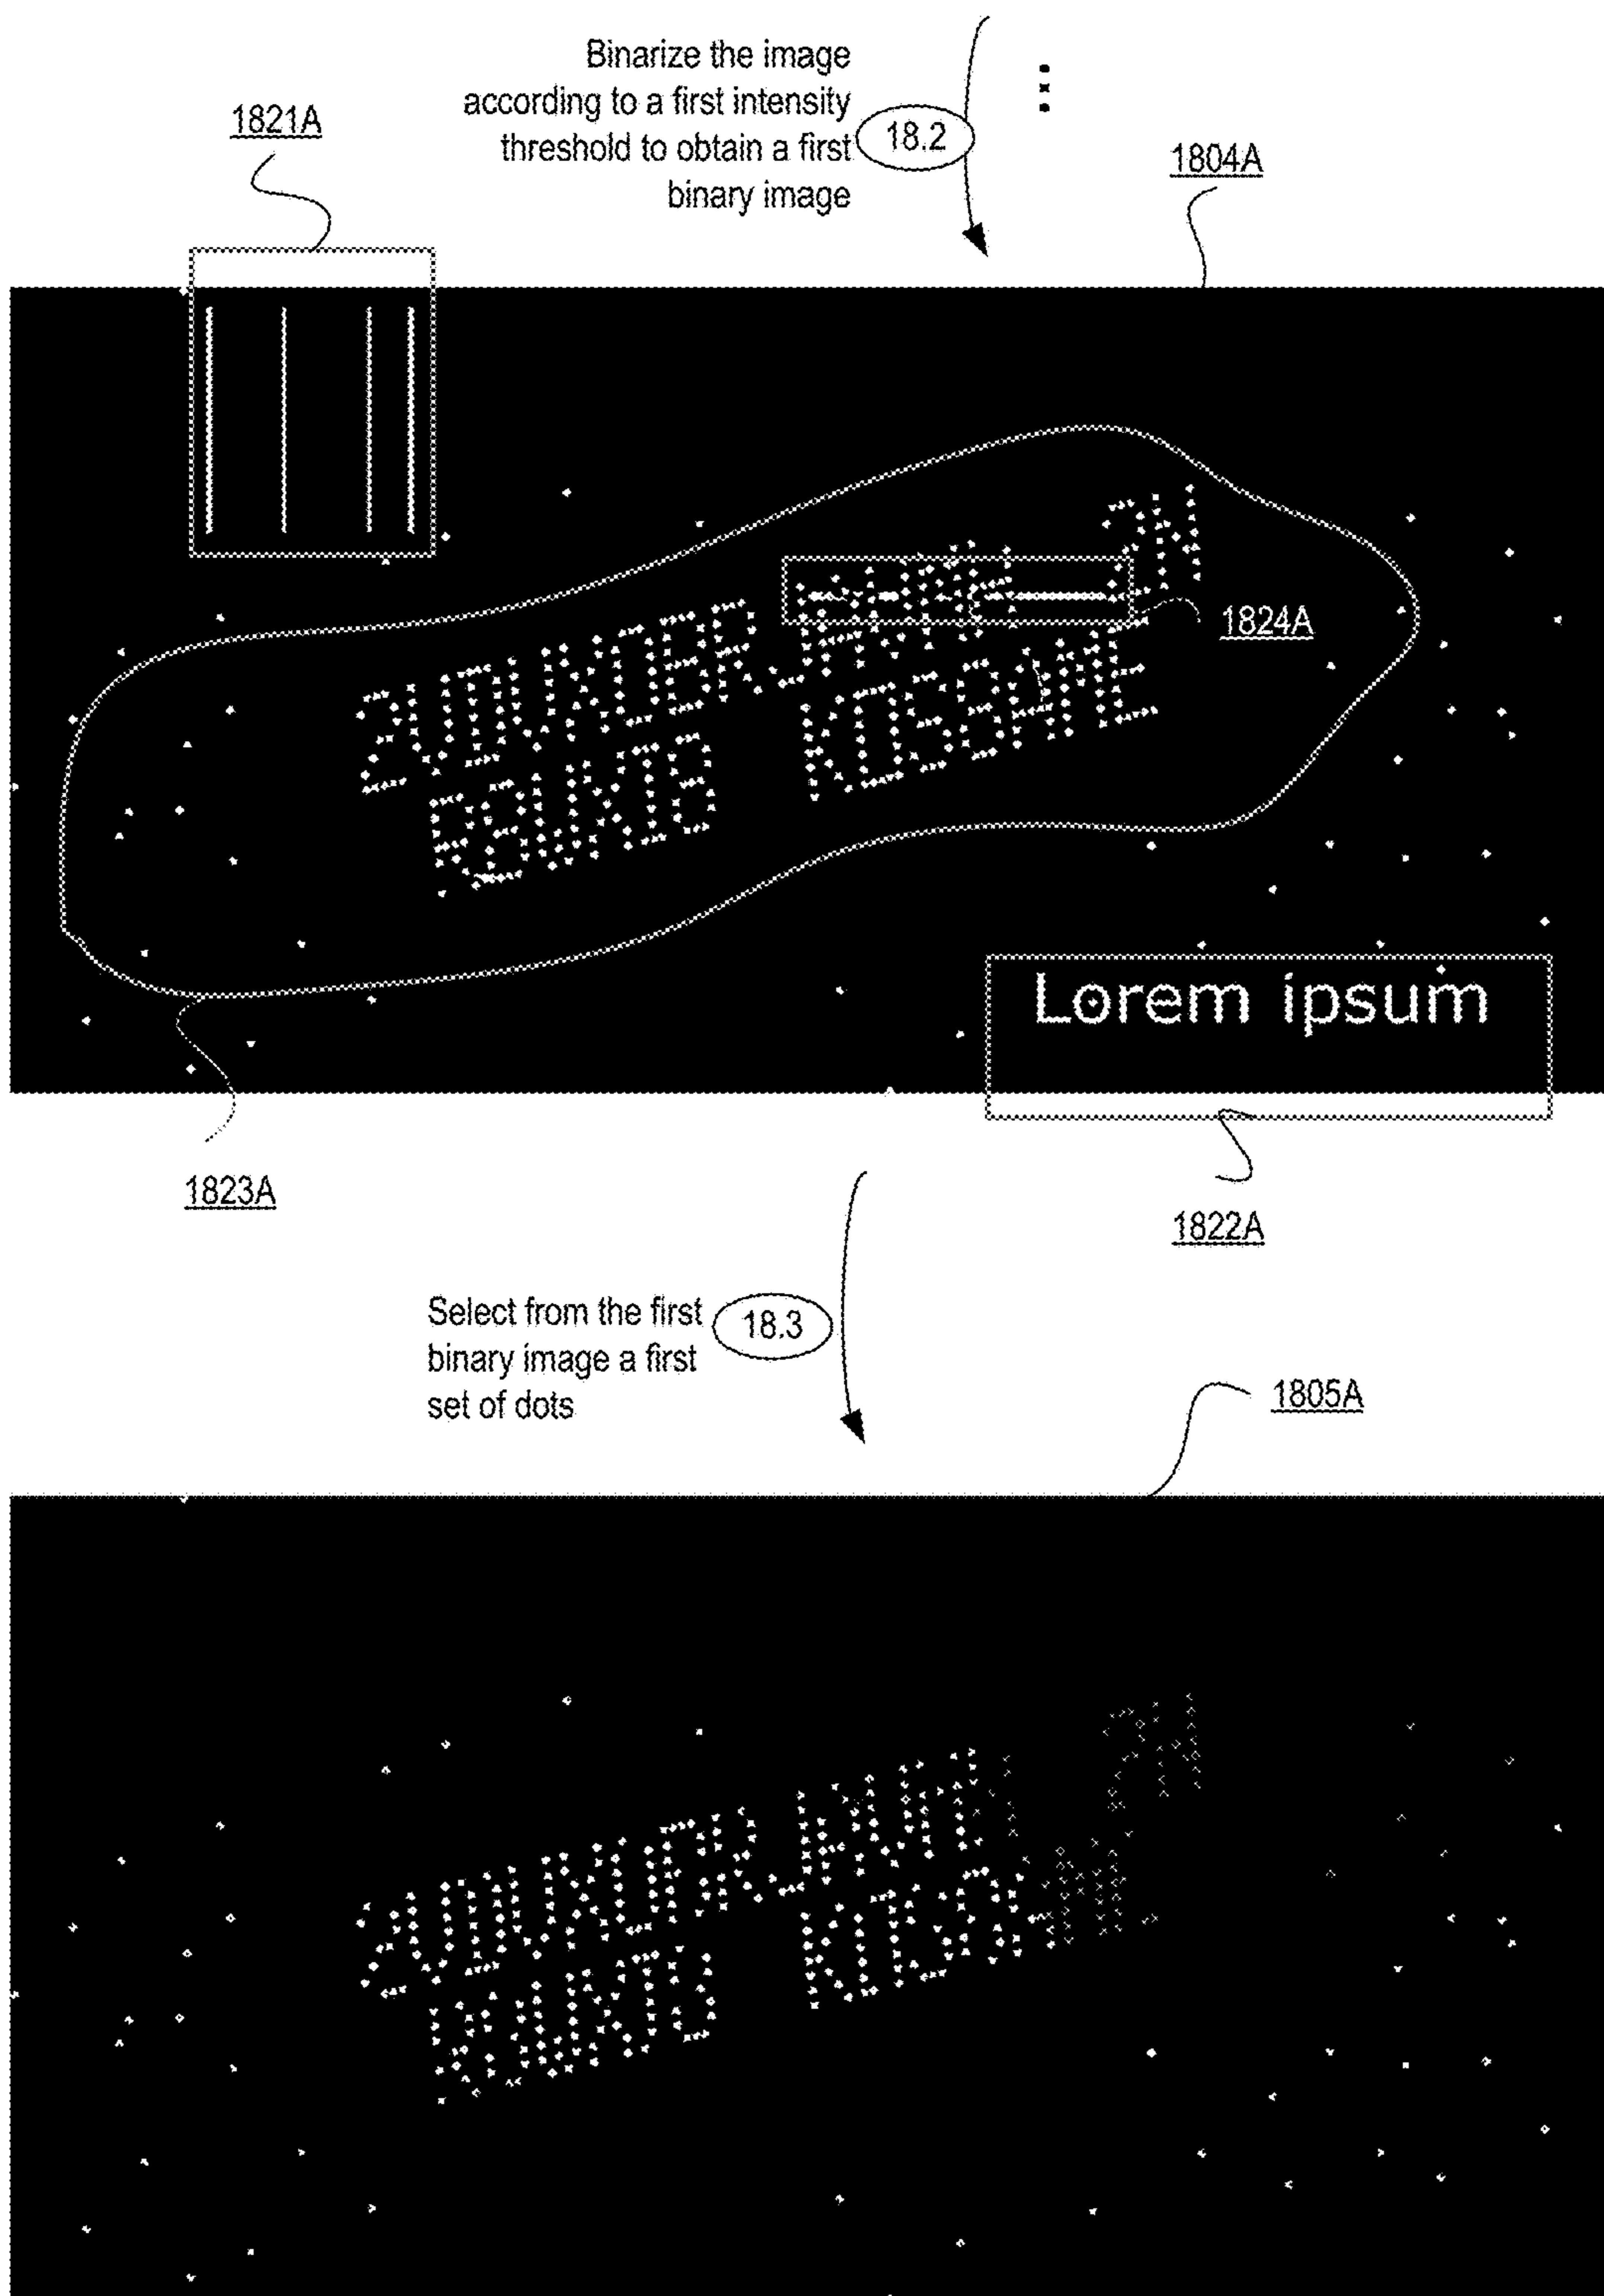 Binarize the image
according to a first intensity
threshold to obtain a first
binary image
18.2
1821A
1804A
1824A
Lorem ipsum
1823A
1822A
Select from the first
binary image a first
set of dots
18.3
1805A